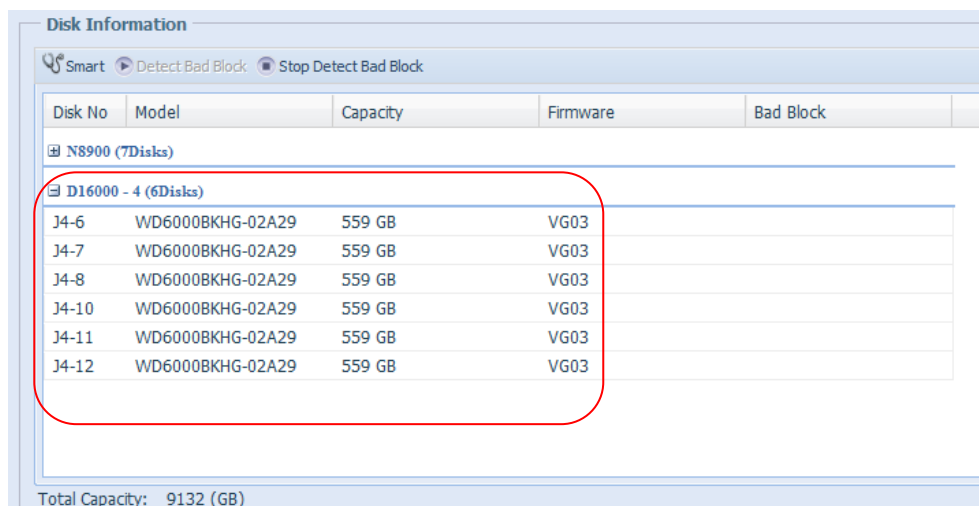 Disk Information
Smart Detect Bad Block Stop Detect Bad Block
Disk No Model Capacity Firmware Bad Block
N8900 (7Disks)
D16000 - 4 (6Disks)
J4-6 WD6000BKHG-02A29 559 GB VG03
J4-7 WD6000BKHG-02A29 559 GB VG03
J4-8 WD6000BKHG-02A29 559 GB VG03
J4-10 WD6000BKHG-02A29 559 GB VG03
J4-11 WD6000BKHG-02A29 559 GB VG03
J4-12 WD6000BKHG-02A29 559 GB VG03
Total Capacity: 9132 (GB)